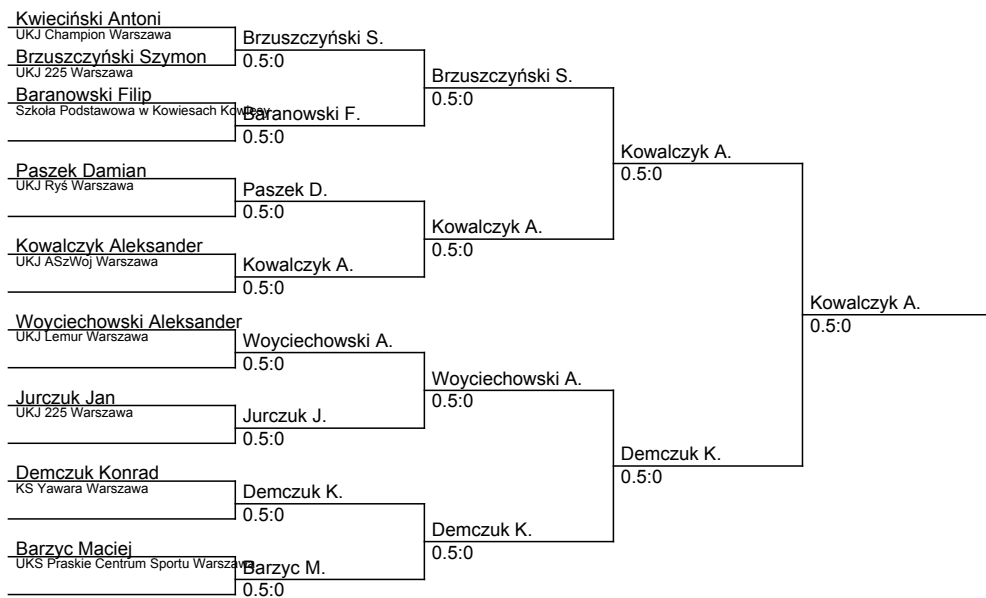 Kwieciński Antoni
UKJ Champion Warszawa
Brzuszczyński Szymon
UKJ 225 Warszawa
Baranowski Filip
Szkoła Podstawowa w Kowiesach Kowiesy
Paszek Damian
UKJ Ryś Warszawa
Kowalczyk Aleksander
UKJ ASzWoj Warszawa
Woyciechowski Aleksander
UKJ Lemur Warszawa
Jurczuk Jan
UKJ 225 Warszawa
Demczuk Konrad
KS Yawara Warszawa
Barzyc Maciej
UKS Praskie Centrum Sportu Warszawa
Brzuszczyński S.
0.5:0
Baranowski F.
0.5:0
Paszek D.
0.5:0
Kowalczyk A.
0.5:0
Woyciechowski A.
0.5:0
Jurczuk J.
0.5:0
Demczuk K.
0.5:0
Barzyc M.
0.5:0
Brzuszczyński S.
0.5:0
Kowalczyk A.
0.5:0
Woyciechowski A.
0.5:0
Demczuk K.
0.5:0
Kowalczyk A.
0.5:0
Demczuk K.
0.5:0
Kowalczyk A.
0.5:0